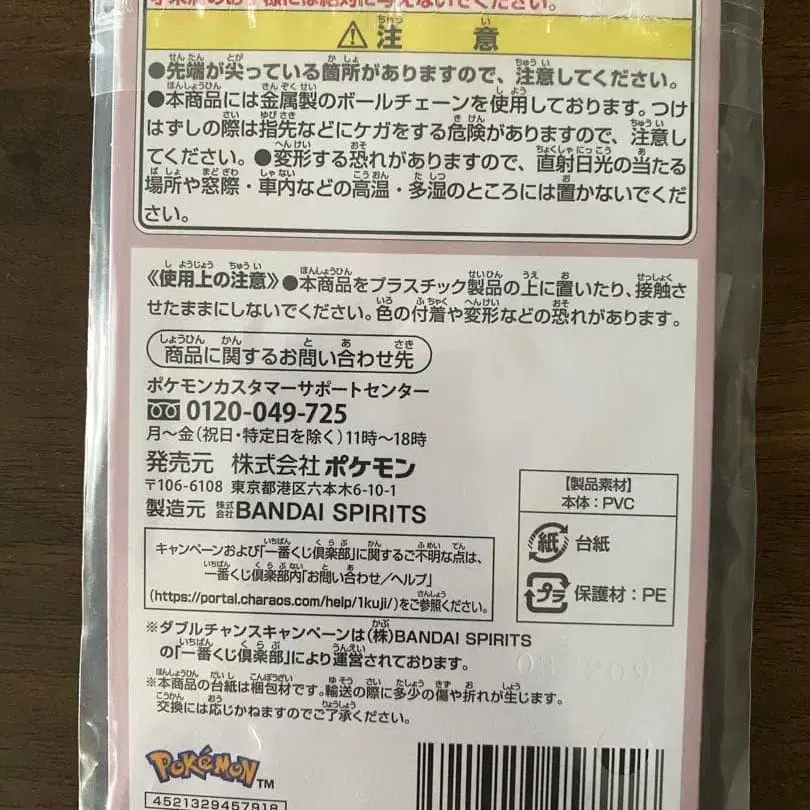 ⚠注 意
●先端が尖っている箇所がありますので、注意してください。
●本商品には金属製のボールチェーンを使用しております。つけ
はずしの際は指先などにケガをする危険がありますので、注意し
てください。●変形する恐れがありますので、直射日光の当たる
場所や窓際・車内などの高温・多湿のところには置かないでくだ
さい。
《使用上の注意》●本商品をプラスチック製品の上に置いたり、接触さ
せたままにしないでください。色の付着や変形などの恐れがあります。
商品に関するお問い合わせ先
ポケモンカスタマーサポートセンター
0120-049-725
月〜金(祝日・特定日を除く)11時〜18時
発売元 株式会社 ポケモン
〒106-6108 東京都港区六本木6-10-1
製造元 株式会社BANDAI SPIRITS
キャンペーンおよび「一番くじ倶楽部」に関するご不明な点は、
一番くじ倶楽部内「お問い合わせ/ヘルプ」
(https://portal.charaos.com/help/1kuji/)をご参照ください。
【製品素材】
本体:PVC
紙 台紙
プラ 保護材:PE
※ダブルチャンスキャンペーンは(株)BANDAI SPIRITS
の「一番くじ倶楽部」により運営されております。
※本商品の台紙は梱包材です。輸送の際に多少の傷や折れが生じます。
交換には応じかねますのでご了承ください。
POKéMON™
4521329457918